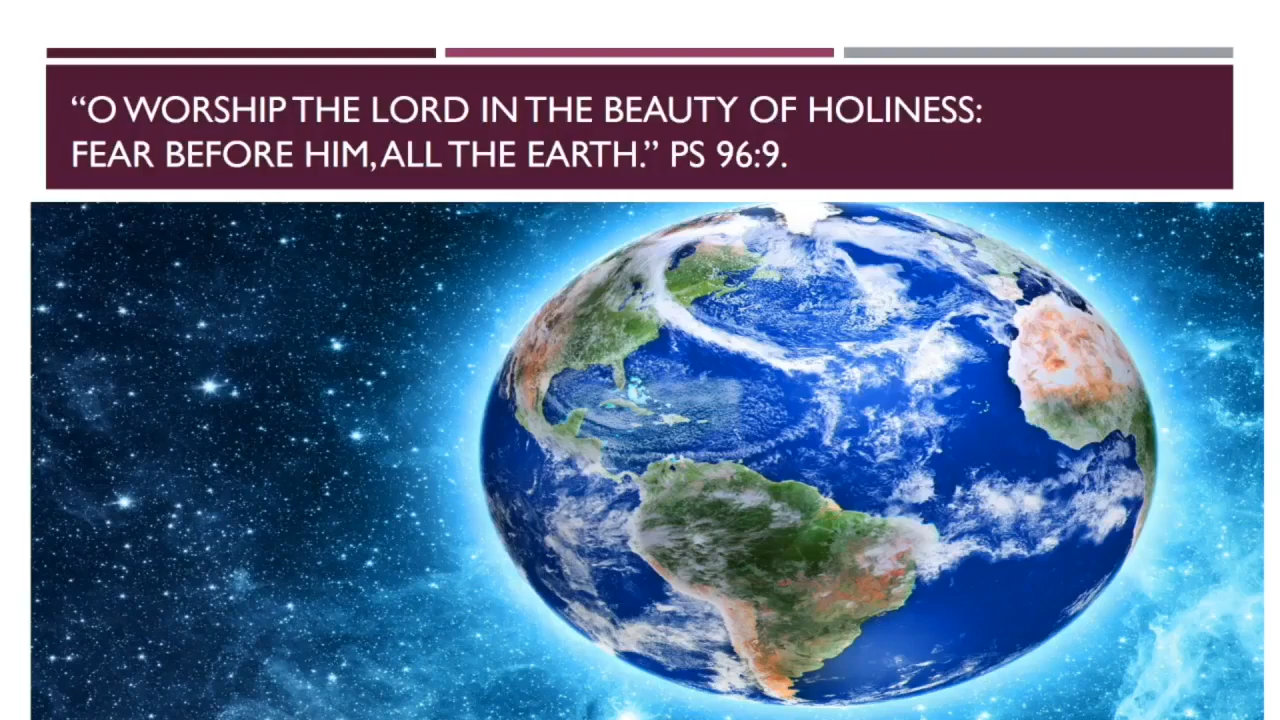 “O WORSHIP THE LORD IN THE BEAUTY OF HOLINESS:
FEAR BEFORE HIM, ALL THE EARTH.” PS 96:9.